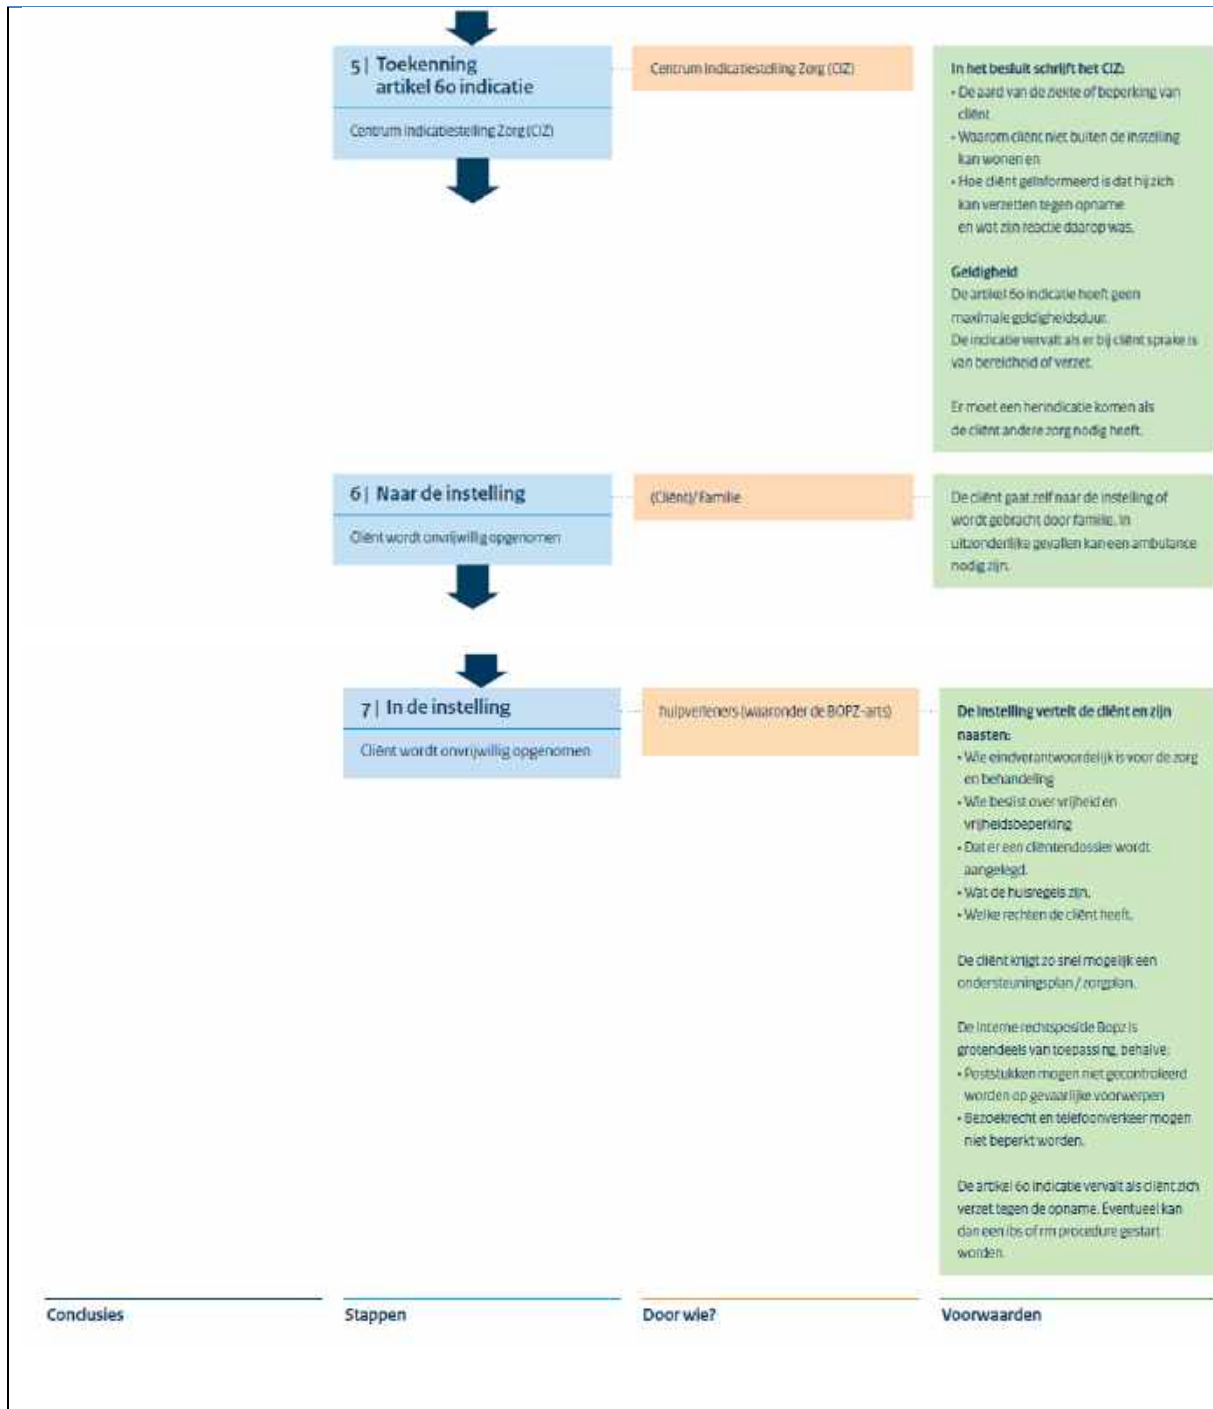 5 | Toekenning
artikel 60 indicatie
Centrum Indicatiestelling Zorg (CIZ)
Centrum Indicatiestelling Zorg (CIZ)
In het besluit schrijft het CIZ:
• De aard van de ziekte of beperking van
cliënt
• Waarom cliënt niet buiten de instelling
kan wonen en
• Hoe cliënt geïnformeerd is dat hij zich
kan verzetten tegen opname
en wat zijn reactie daarop was.
Geldigheid
De artikel 60 indicatie heeft geen
maximale geldigheidsduur.
De indicatie vervalt als er bij cliënt sprake is
van bereidheid of verzet.
Er moet een herindicatie komen als
de cliënt andere zorg nodig heeft.
6 | Naar de instelling
Cliënt wordt onvrijwillig opgenomen
(Cliënt)/ Familie
De cliënt gaat zelf naar de instelling of
wordt gebracht door familie. In
uitzonderlijke gevallen kan een ambulance
nodig zijn.
7 | In de instelling
Cliënt wordt onvrijwillig opgenomen
hulpverleners (waaronder de BOPZ-arts)
De instelling vertelt de cliënt en zijn
naasten:
• Wie eindverantwoordelijk is voor de zorg
en behandeling
• Wie beslist over vrijheid en
vrijheidsbeperking
• Dat er een cliëntendossier wordt
aangelegd.
• Wat de huisregels zijn.
• Welke rechten de cliënt heeft.
De cliënt krijgt zo snel mogelijk een
ondersteuningsplan / zorgplan.
De interne rechtspositie Bopz is
grotendeels van toepassing, behalve:
• Poststukken mogen niet gecontroleerd
worden op gevaarlijke voorwerpen
• Bezoekrecht en telefoonverkeer mogen
niet beperkt worden.
De artikel 60 indicatie vervalt als cliënt zich
verzet tegen de opname. Eventueel kan
dan een ibs of rm procedure gestart
worden.
Conclusies
Stappen
Door wie?
Voorwaarden